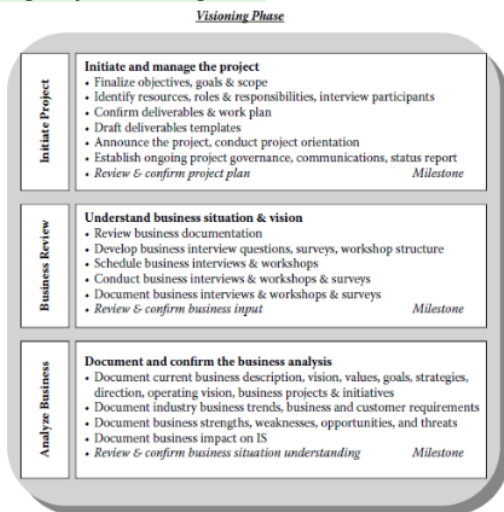 Visioning Phase
Initiate Project
Initiate and manage the project
• Finalize objectives, goals & scope
• Identify resources, roles & responsibilities, interview participants
• Confirm deliverables & work plan
• Draft deliverables templates
• Announce the project, conduct project orientation
• Establish ongoing project governance, communications, status report
• Review & confirm project plan Milestone
Business Review
Understand business situation & vision
• Review business documentation
• Develop business interview questions, surveys, workshop structure
• Schedule business interviews & workshops
• Conduct business interviews & workshops & surveys
• Document business interviews & workshops & surveys
• Review & confirm business input Milestone
Analyze Business
Document and confirm the business analysis
• Document current business description, vision, values, goals, strategies,
direction, operating vision, business projects & initiatives
• Document industry business trends, business and customer requirements
• Document business strengths, weaknesses, opportunities, and threats
• Document business impact on IS
• Review & confirm business situation understanding Milestone